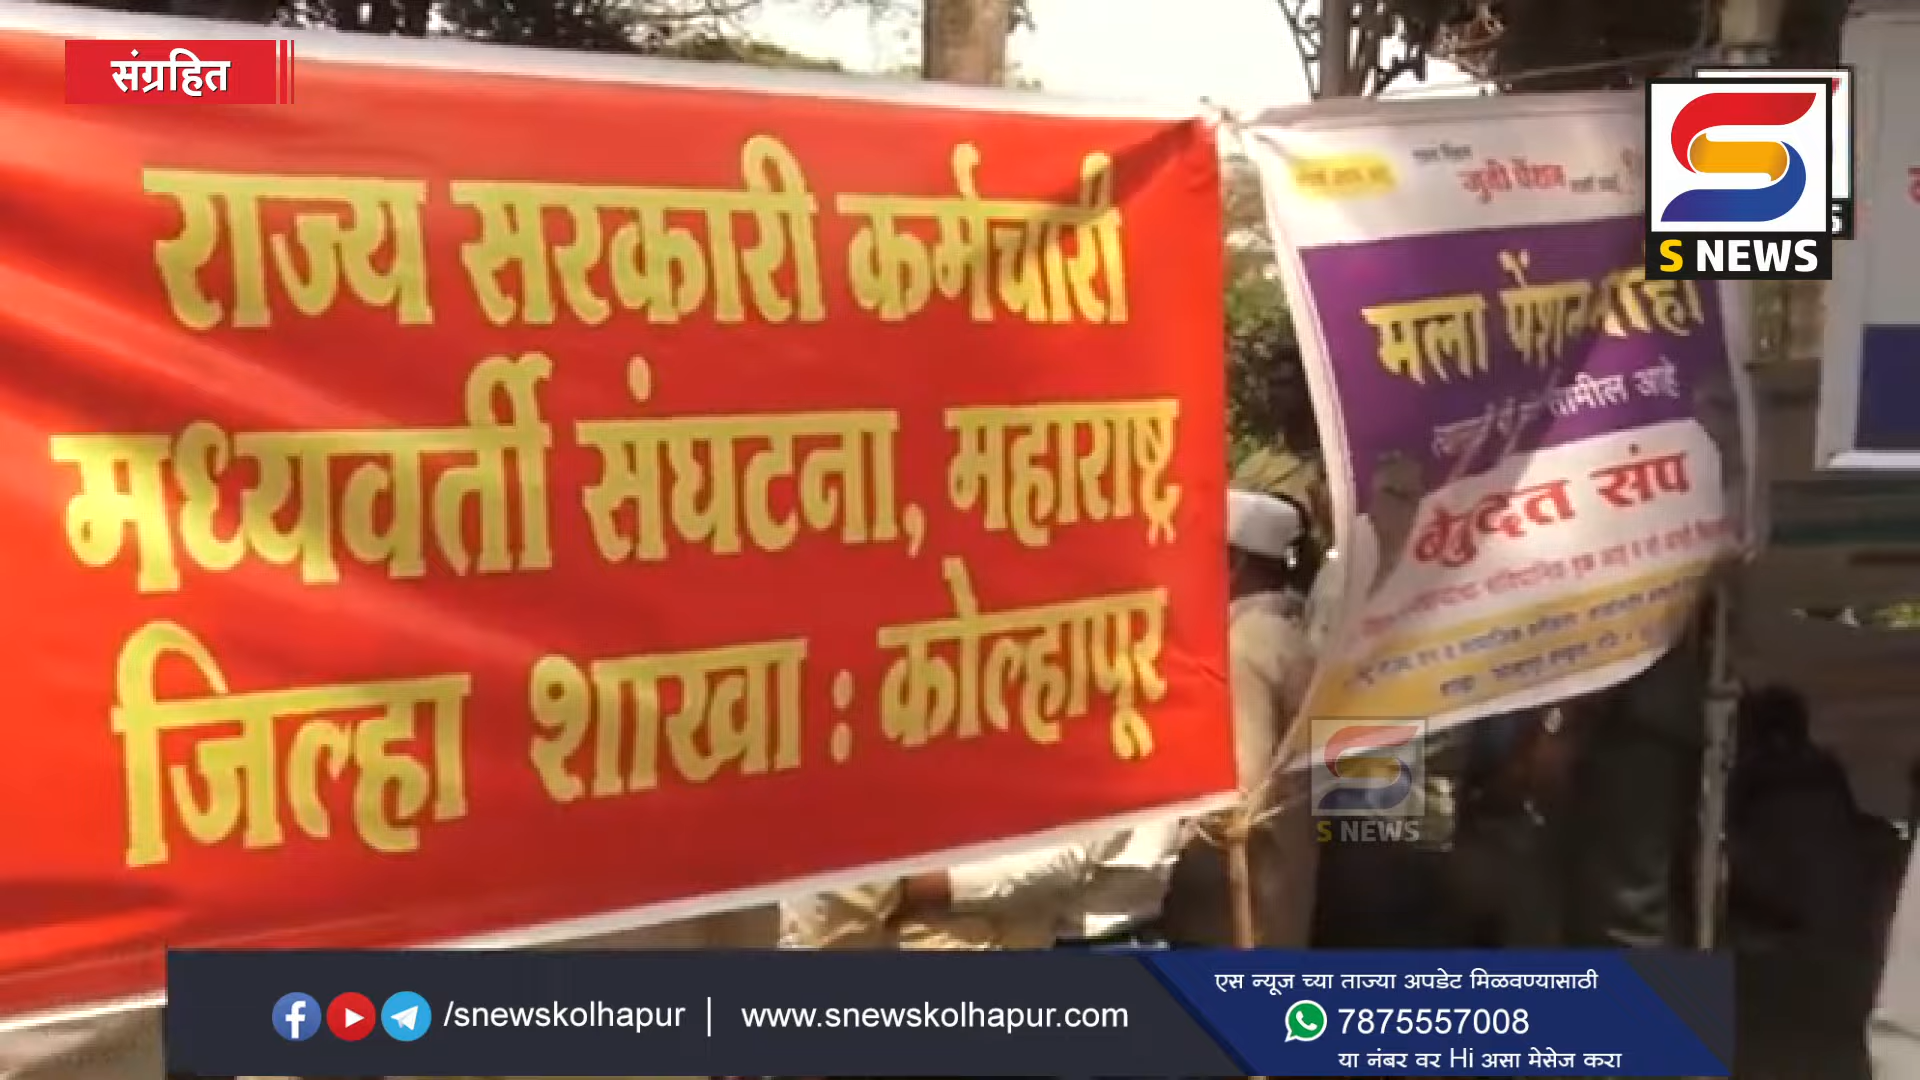 संग्रहित
राज्य सरकारी कर्मचारी
मध्यवर्ती संघटना, महाराष्ट्र
जिल्हा शाखा : कोल्हापूर
जुनी पेंशन
मला पेंशन नाही
सामील आहे
बेमुदत संप
S NEWS
S NEWS
/snewskolhapur | www.snewskolhapur.com
एस न्यूज च्या ताज्या अपडेट मिळवण्यासाठी
7875557008
या नंबर वर Hi असा मेसेज करा